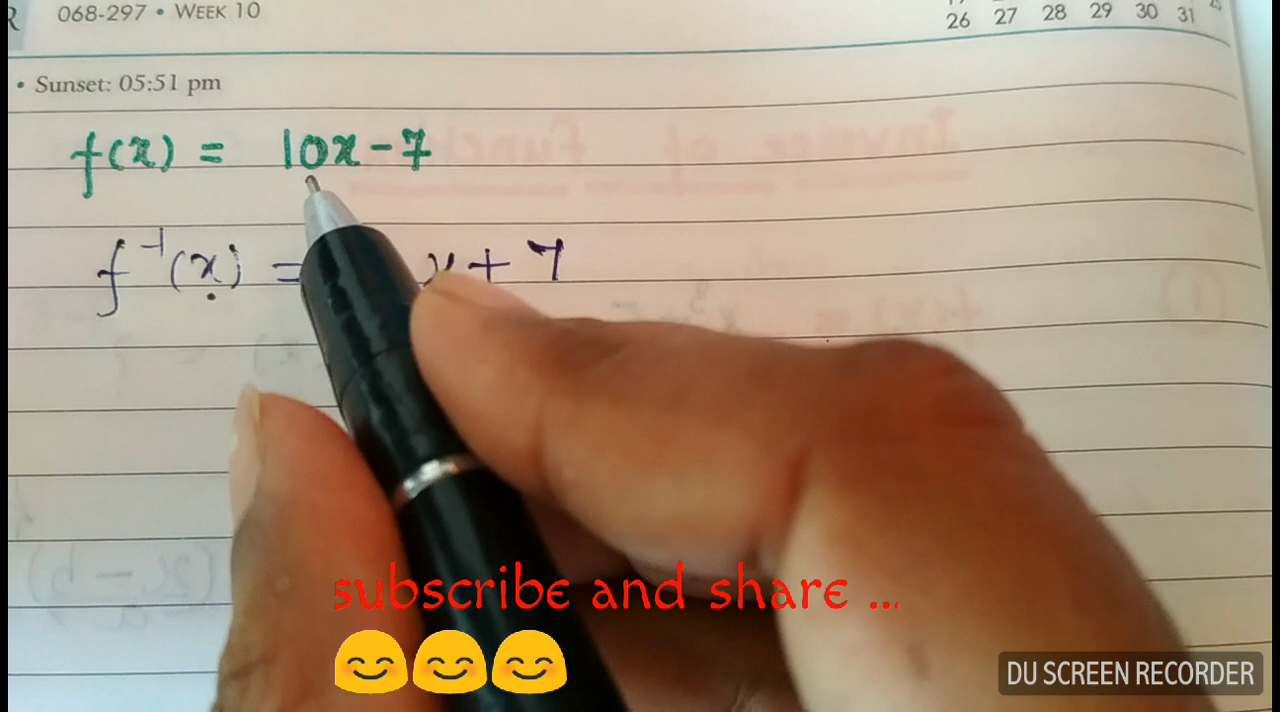 068-297 • WEEK 10
26 27 28 29 30 31
• Sunset: 05:51 pm
f(x) = 10x-7
f⁻¹(x) = x+7
subscribe and share ...
DU SCREEN RECORDER